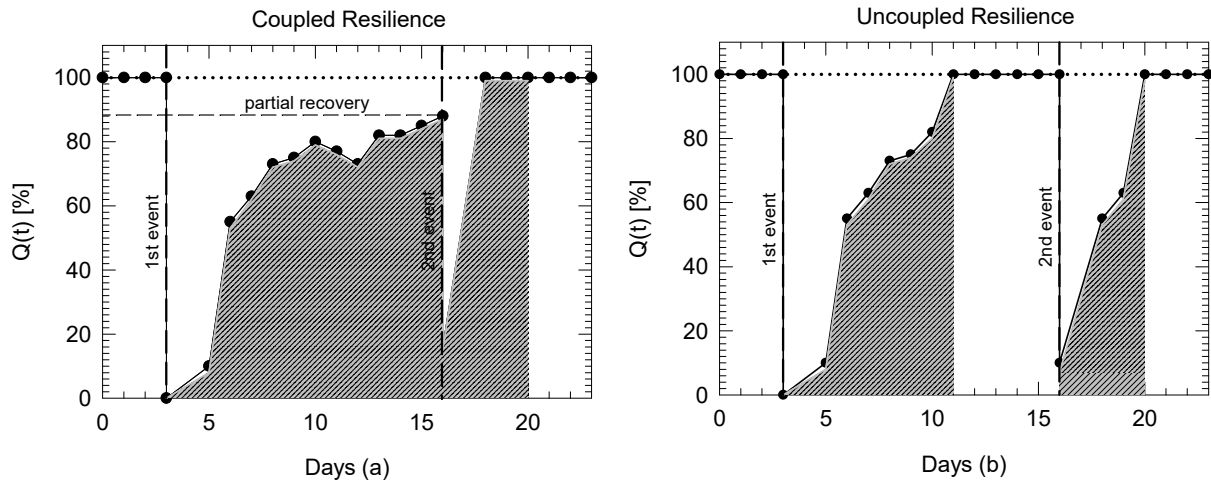 Coupled Resilience
Q(t) [%]
100
80
60
40
20
0
partial recovery
1st event
2nd event
0 5 10 15 20
Days (a)
Uncoupled Resilience
Q(t) [%]
100
80
60
40
20
0
1st event
2nd event
0 5 10 15 20
Days (b)